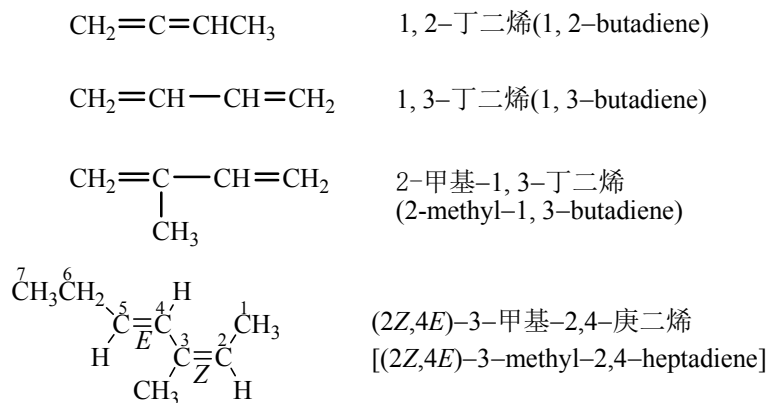 CH₂=C=CHCH₃ 1, 2–丁二烯(1, 2–butadiene)
CH₂=CH—CH=CH₂ 1, 3–丁二烯(1, 3–butadiene)
CH₂=C—CH=CH₂ 2-甲基–1, 3–丁二烯
(2-methyl–1, 3–butadiene)
CH₃
7 6
CH₃CH₂ H
5 4 1
C=C CH₃
E
H 3 2
C=C
Z
CH₃ H
(2Z,4E)–3–甲基–2,4–庚二烯
[(2Z,4E)–3–methyl–2,4–heptadiene]